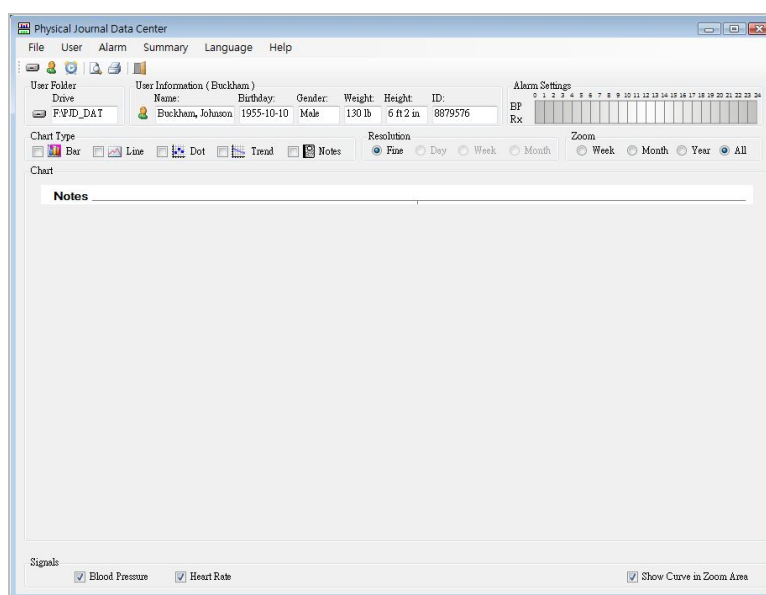 Physical Journal Data Center
File User Alarm Summary Language Help
User Folder User Information ( Buckham ) Alarm Settings
Drive Name: Birthday: Gender: Weight: Height: ID: 0 1 2 3 4 5 6 7 8 9 10 11 12 13 14 15 16 17 18 19 20 21 22 23 24
F:\PJD_DAT Buckham, Johnson 1955-10-10 Male 130 lb 6 ft 2 in 8879576 BP
Rx
Chart Type Resolution Zoom
Bar Line Dot Trend Notes Fine Day Week Month Week Month Year All
Chart
Notes
Signals
Blood Pressure Heart Rate Show Curve in Zoom Area